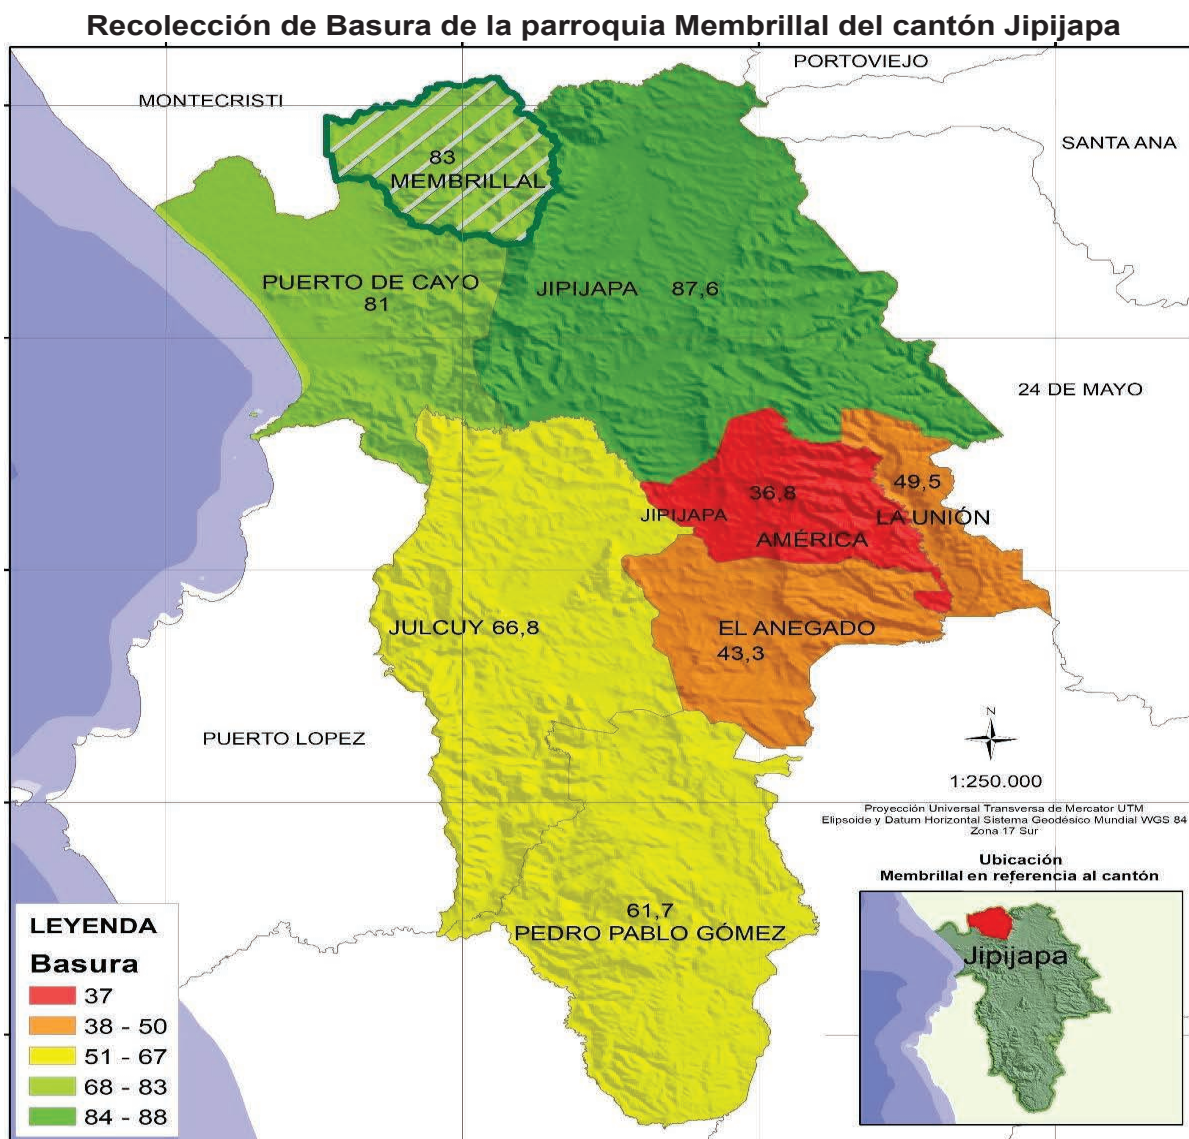 Recolección de Basura de la parroquia Membrillal del cantón Jipijapa
PORTOVIEJO
MONTECRISTI
SANTA ANA
83
MEMBRILLAL
PUERTO DE CAYO
81
JIPIJAPA 87,6
24 DE MAYO
49,5
36,8
JIPIJAPA
LA UNIÓN
AMÉRICA
JULCUY 66,8
EL ANEGADO
43,3
PUERTO LOPEZ
N
1:250.000
Proyección Universal Transversa de Mercator UTM
Elipsoide y Datum Horizontal Sistema Geodésico Mundial WGS 84
Zona 17 Sur
Ubicación
Membrillal en referencia al cantón
Jipijapa
61,7
PEDRO PABLO GÓMEZ
LEYENDA
Basura
37
38 - 50
51 - 67
68 - 83
84 - 88